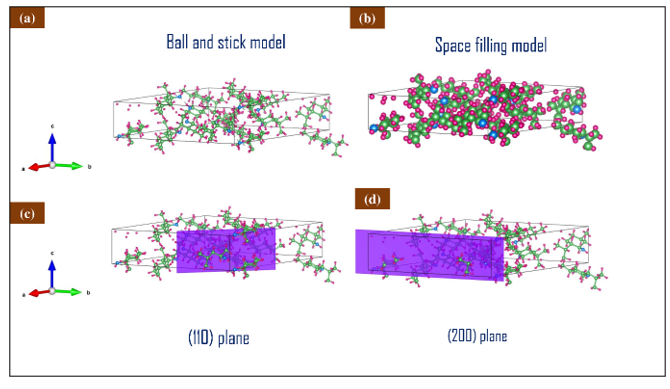 (a)
Ball and stick model
(b)
Space filling model
c
a
b
(c)
(d)
c
a
b
(110) plane
(200) plane